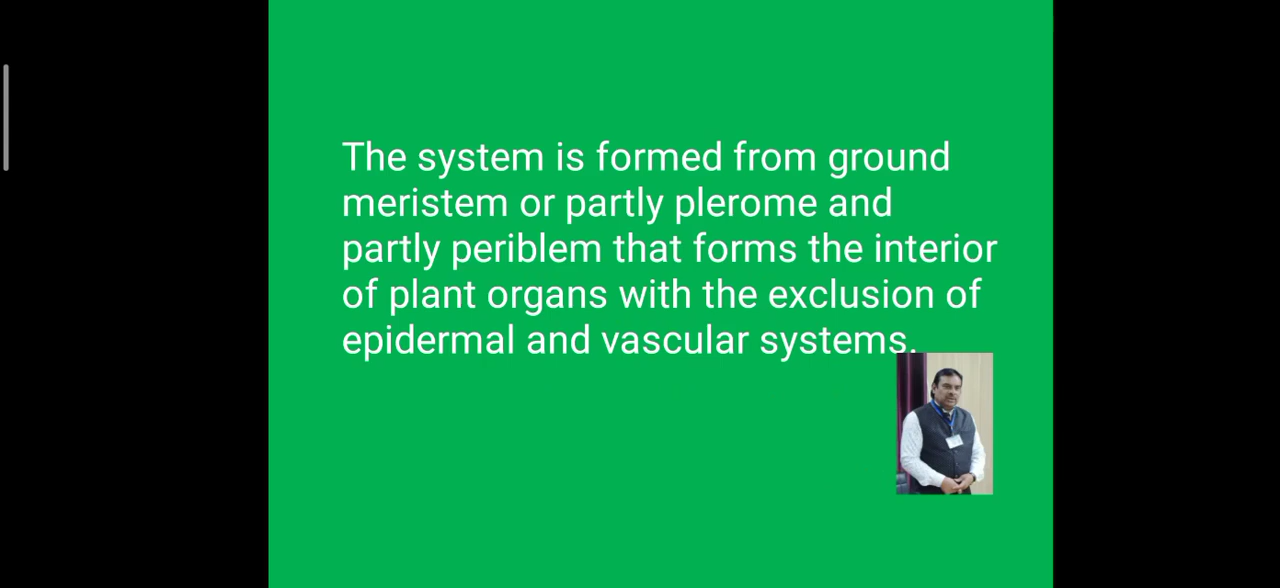 The system is formed from ground
meristem or partly plerome and
partly periblem that forms the interior
of plant organs with the exclusion of
epidermal and vascular systems.